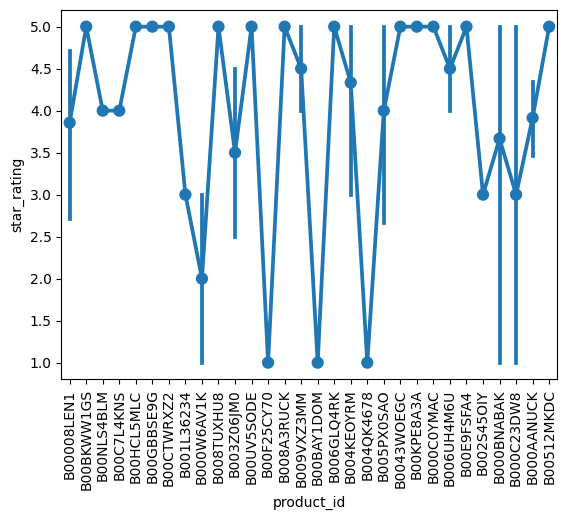 5.0
4.5
4.0
3.5
3.0
2.5
2.0
1.5
1.0
star_rating
B00008LEN1
B00BKWW1GS
B000NLS4BLM
B00C7L4KNS
B00HCL5MLC
B00GBBSE9G
B00CTWRXZ2
B001L36234
B000W6AV1K
B008TUXHU8
B003Z06JM0
B00UV5SODE
B00F25CY70
B008A3RUCK
B009VXZ3MM
B00BAY1DOM
B006GLQ4RK
B004KEOYRM
B004QK4678
B005PX0SAO
B0043WOEGC
B00KPE8A3A
B000C0YMAC
B006UH4M6U
B00E9FSFA4
B002S45OIY
B000BNABAK
B000C23DW8
B000AANUCK
B00512MKDC
product_id